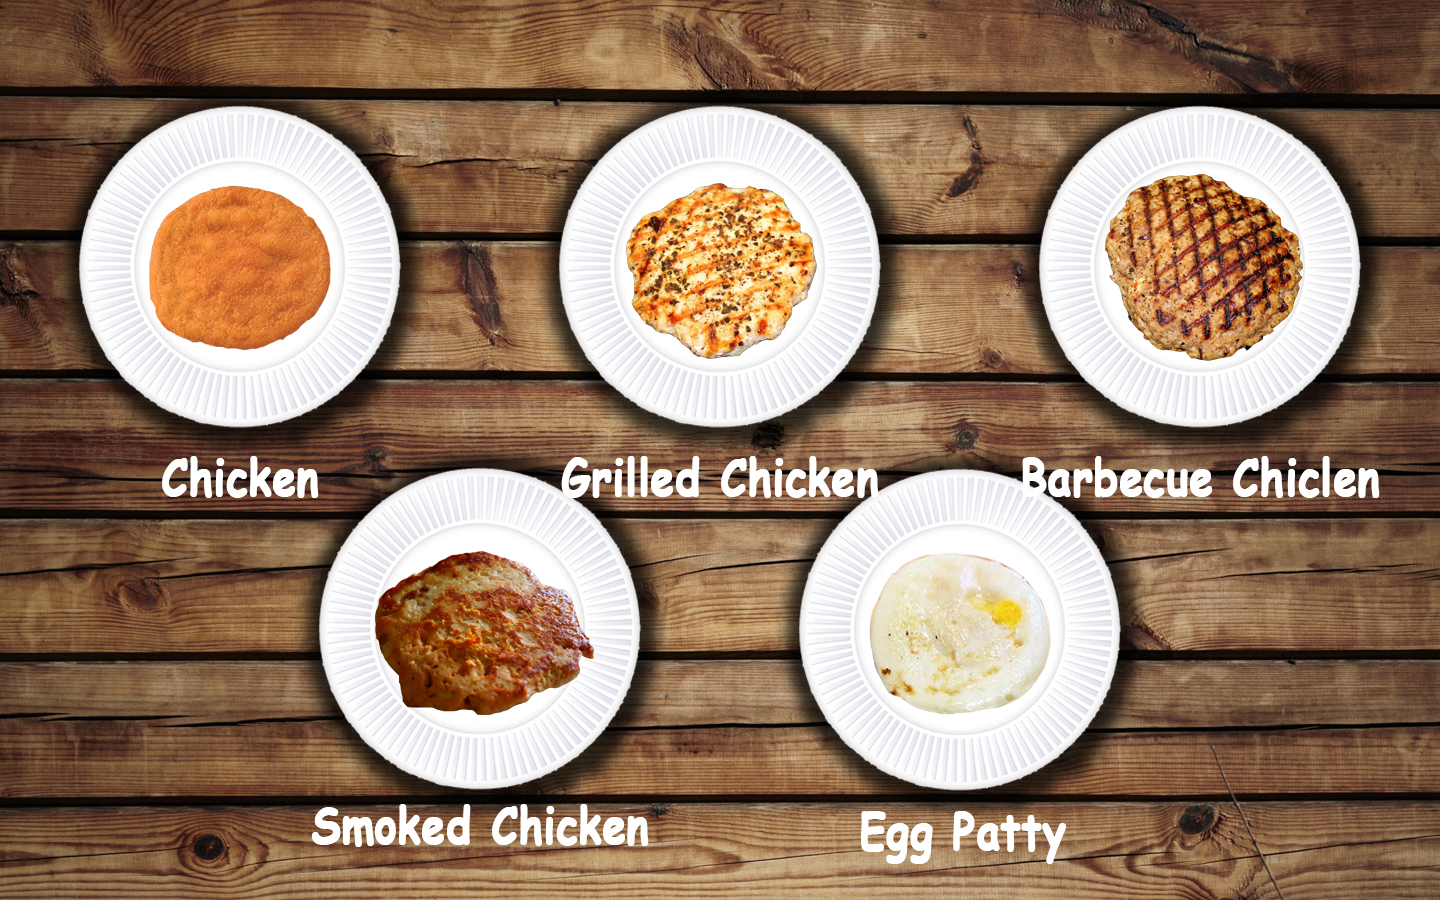 Chicken
Grilled Chicken
Barbecue Chiclen
Smoked Chicken
Egg Patty